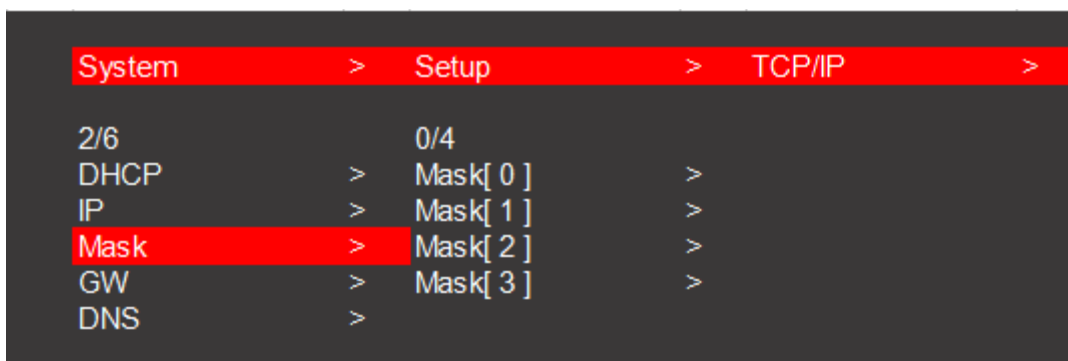 System > Setup > TCP/IP >
2/6 0/4
DHCP > Mask[ 0 ] >
IP > Mask[ 1 ] >
Mask > Mask[ 2 ] >
GW > Mask[ 3 ] >
DNS >